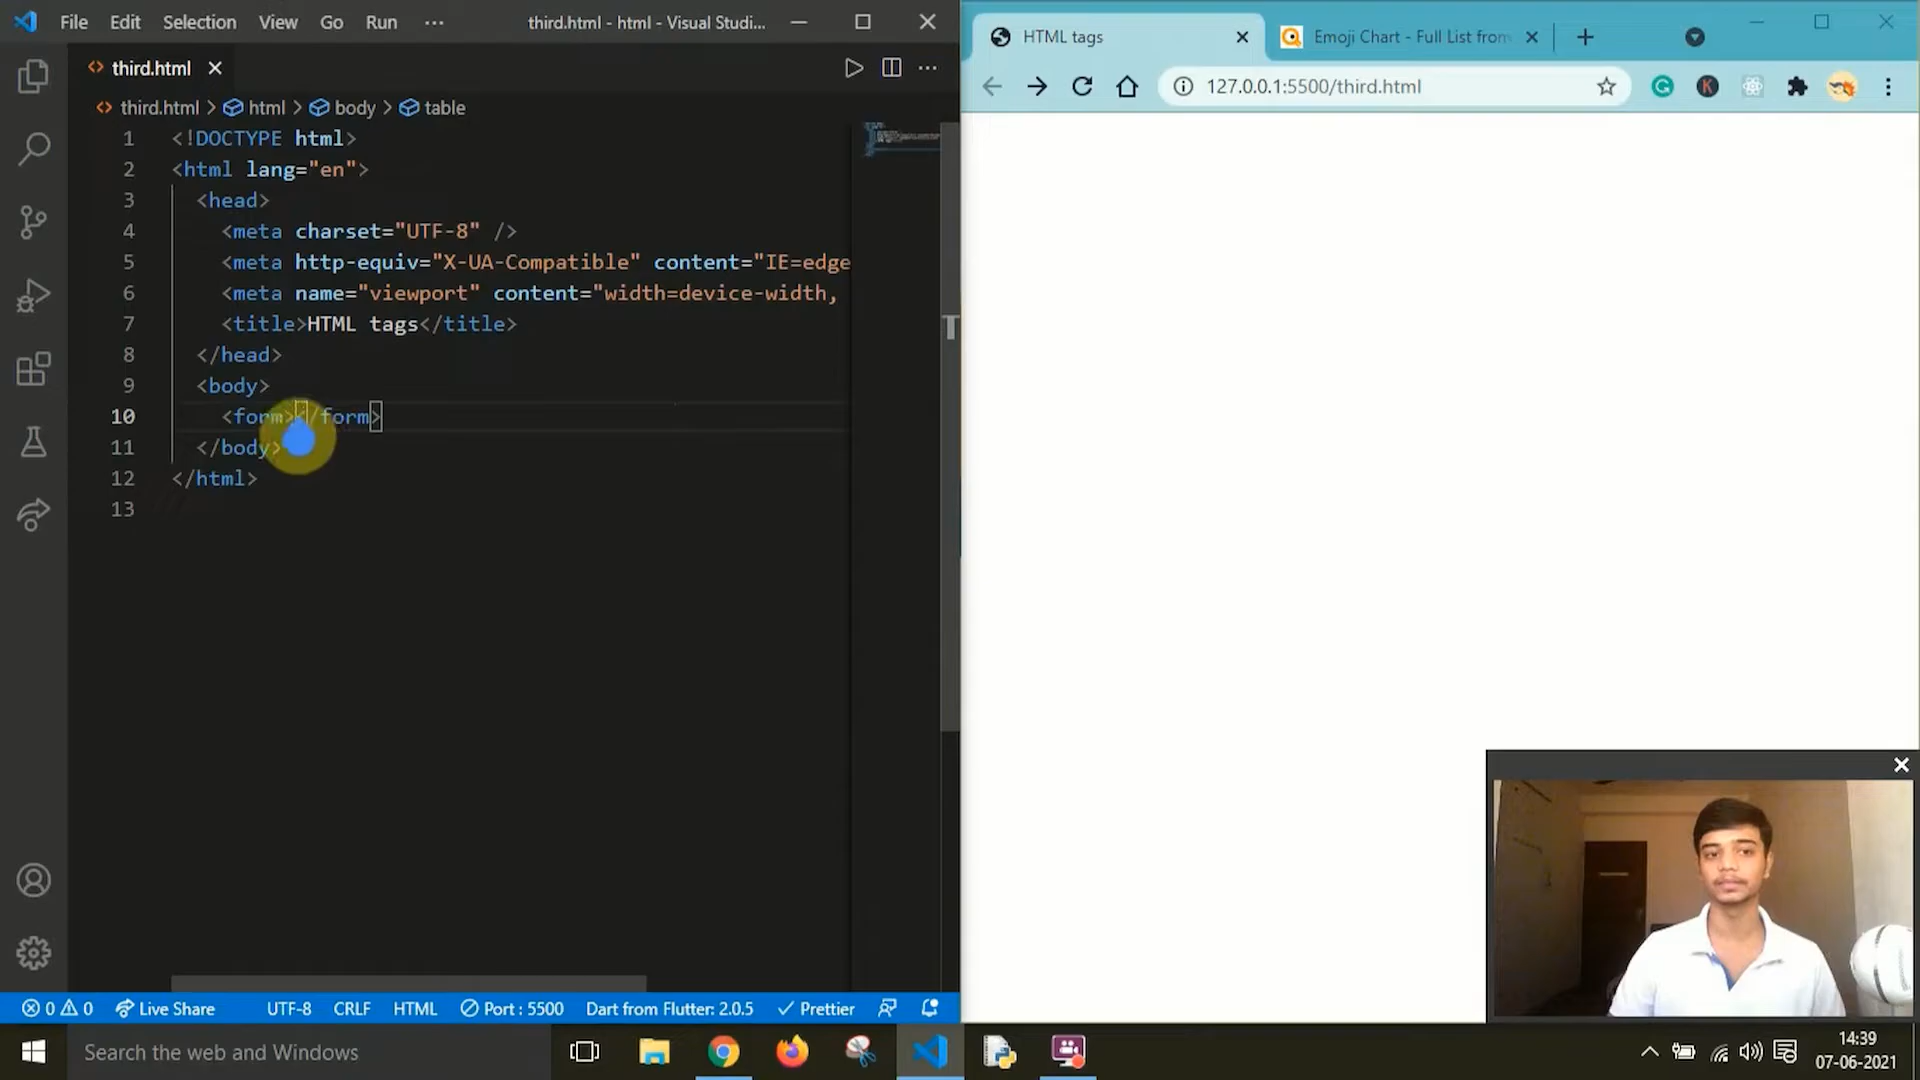 File Edit Selection View Go Run ··· third.html - html - Visual Studi...
third.html
third.html > html > body > table
1 <!DOCTYPE html>
2 <html lang="en">
3 <head>
4 <meta charset="UTF-8" />
5 <meta http-equiv="X-UA-Compatible" content="IE=edge
6 <meta name="viewport" content="width=device-width,
7 <title>HTML tags</title>
8 </head>
9 <body>
10 <form></form>
11 </body>
12 </html>
13
0 0 Live Share UTF-8 CRLF HTML Port : 5500 Dart from Flutter: 2.0.5 Prettier
HTML tags
Emoji Chart - Full List from
127.0.0.1:5500/third.html
Search the web and Windows
14:39
07-06-2021